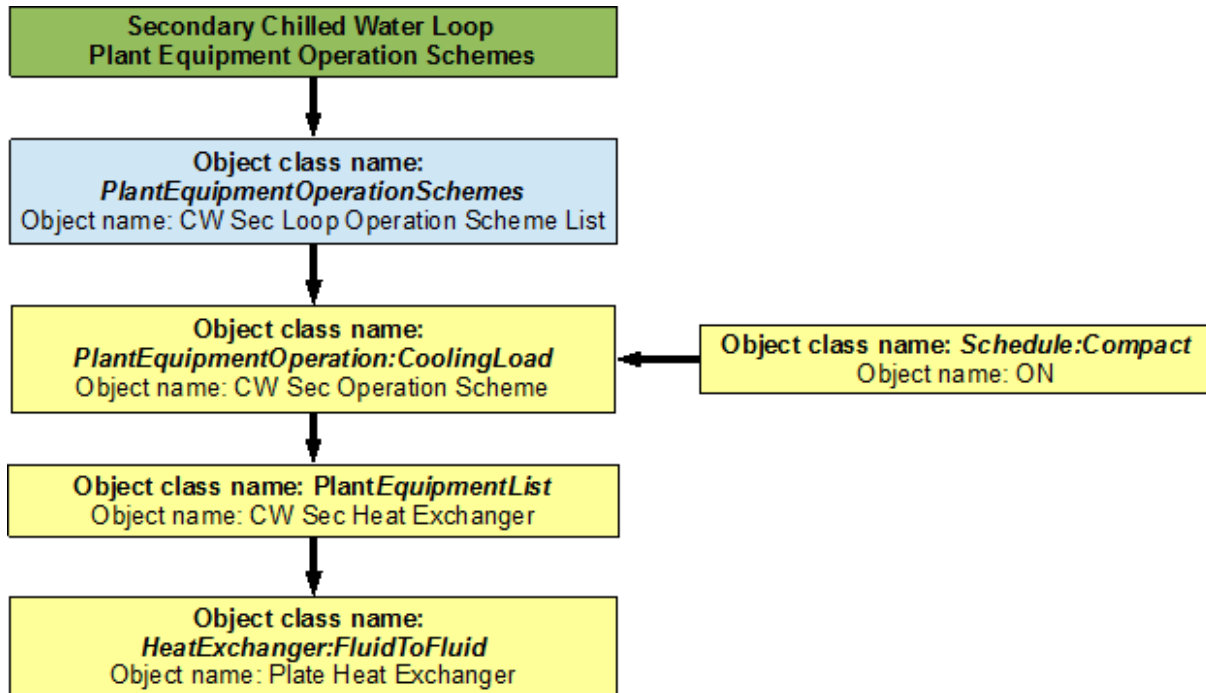 Secondary Chilled Water Loop
Plant Equipment Operation Schemes
Object class name:
PlantEquipmentOperationSchemes
Object name: CW Sec Loop Operation Scheme List
Object class name:
PlantEquipmentOperation:CoolingLoad
Object name: CW Sec Operation Scheme
Object class name: Schedule:Compact
Object name: ON
Object class name: PlantEquipmentList
Object name: CW Sec Heat Exchanger
Object class name:
HeatExchanger:FluidToFluid
Object name: Plate Heat Exchanger